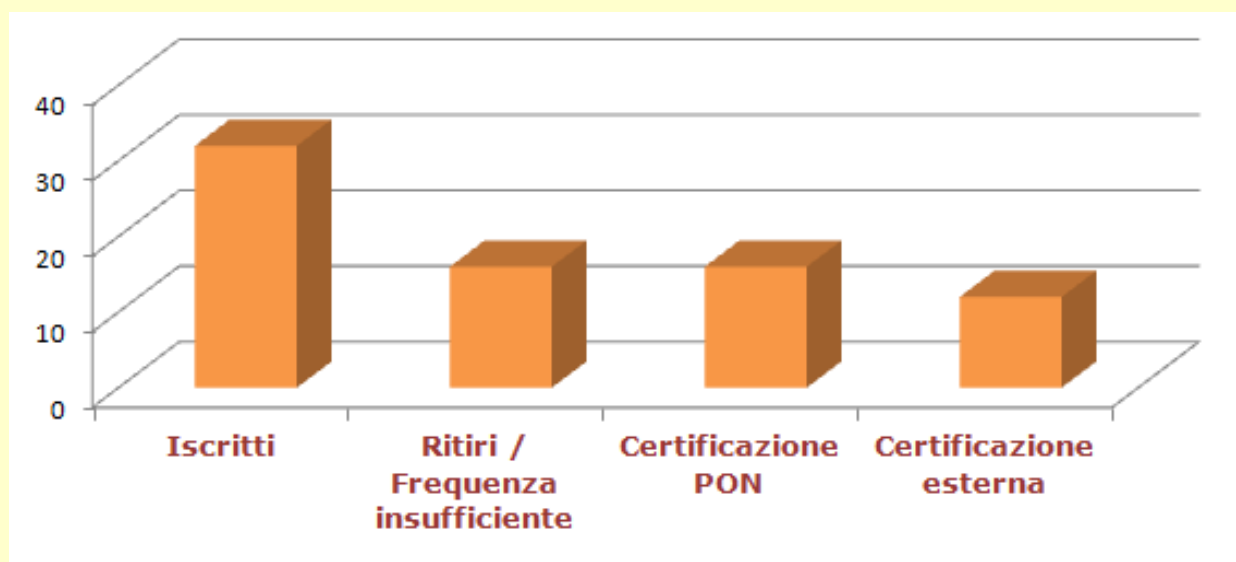 40
30
20
10
0
Iscritti
Ritiri /
Frequenza
insufficiente
Certificazione
PON
Certificazione
esterna